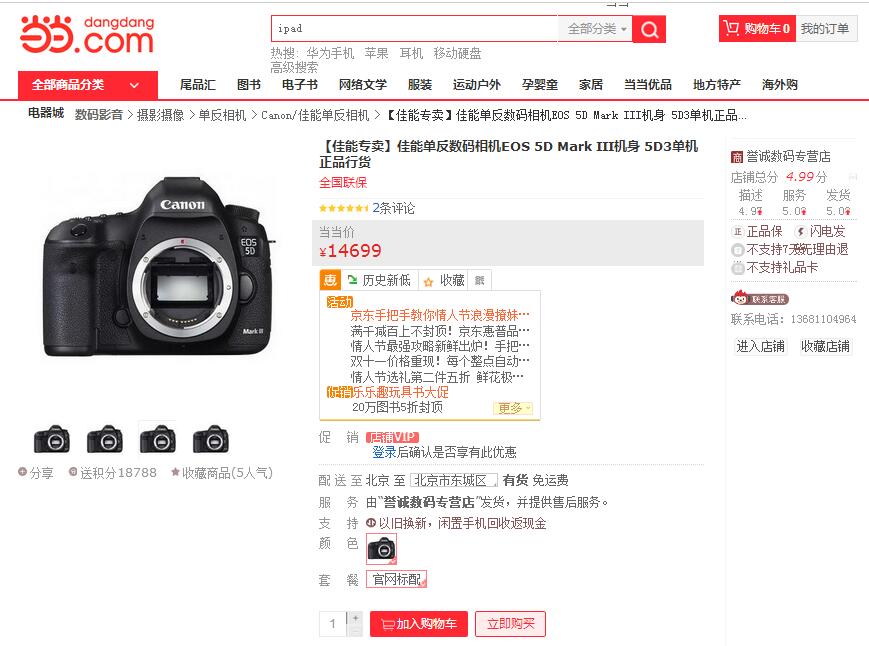 当当
dangdang
.com
ipad
全部分类
购物车 0
我的订单
热搜: 华为手机 苹果 耳机 移动硬盘
高级搜索
全部商品分类
尾品汇 图书 电子书 网络文学 服装 运动户外 孕婴童 家居 当当优品 地方特产 海外购
电器城 数码影音 > 摄影摄像 > 单反相机 > Canon/佳能单反相机 > 【佳能专卖】佳能单反数码相机EOS 5D Mark III机身 5D3单机正品...
Canon
EOS
5D
Mark III
分享 送积分18788 收藏商品(5人气)
【佳能专卖】佳能单反数码相机EOS 5D Mark III机身 5D3单机
正品行货
全国联保
2条评论
当当价
¥14699
惠 历史新低 收藏
活动
京东手把手教你情人节浪漫撩妹…
满千减百上不封顶！京东惠普品…
情人节最强攻略新鲜出炉！手把…
双十一价格重现！每个整点自动…
情人节选礼第二件五折 鲜花极…
促销 乐乐趣玩具书大促
20万图书5折封顶
更多
促 销 店铺VIP
登录后确认是否享有此优惠
配 送 至 北京 至 北京市东城区 有货 免运费
服 务 由“誉诚数码专营店”发货，并提供售后服务。
支 持 以旧换新，闲置手机回收返现金
颜 色
套 餐 官网标配
1
+
加入购物车
立即购买
商 誉诚数码专营店
店铺总分 4.99 分
描述 服务 发货
4.9 5.0 5.0
正 正品保 闪电发
不支持7天无理由退
不支持礼品卡
联系客服
联系电话: 13681104964
进入店铺 收藏店铺